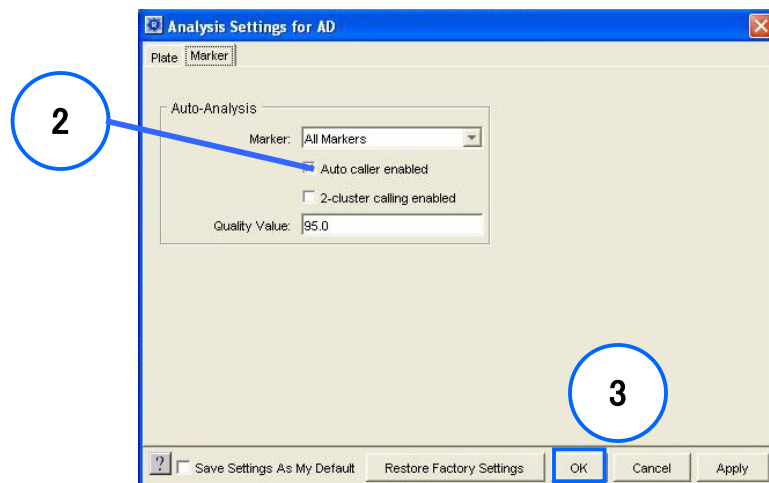 Analysis Settings for AD
Plate Marker
2
Auto-Analysis
Marker: All Markers
Auto caller enabled
2-cluster calling enabled
Quality Value: 95.0
3
? Save Settings As My Default Restore Factory Settings OK Cancel Apply